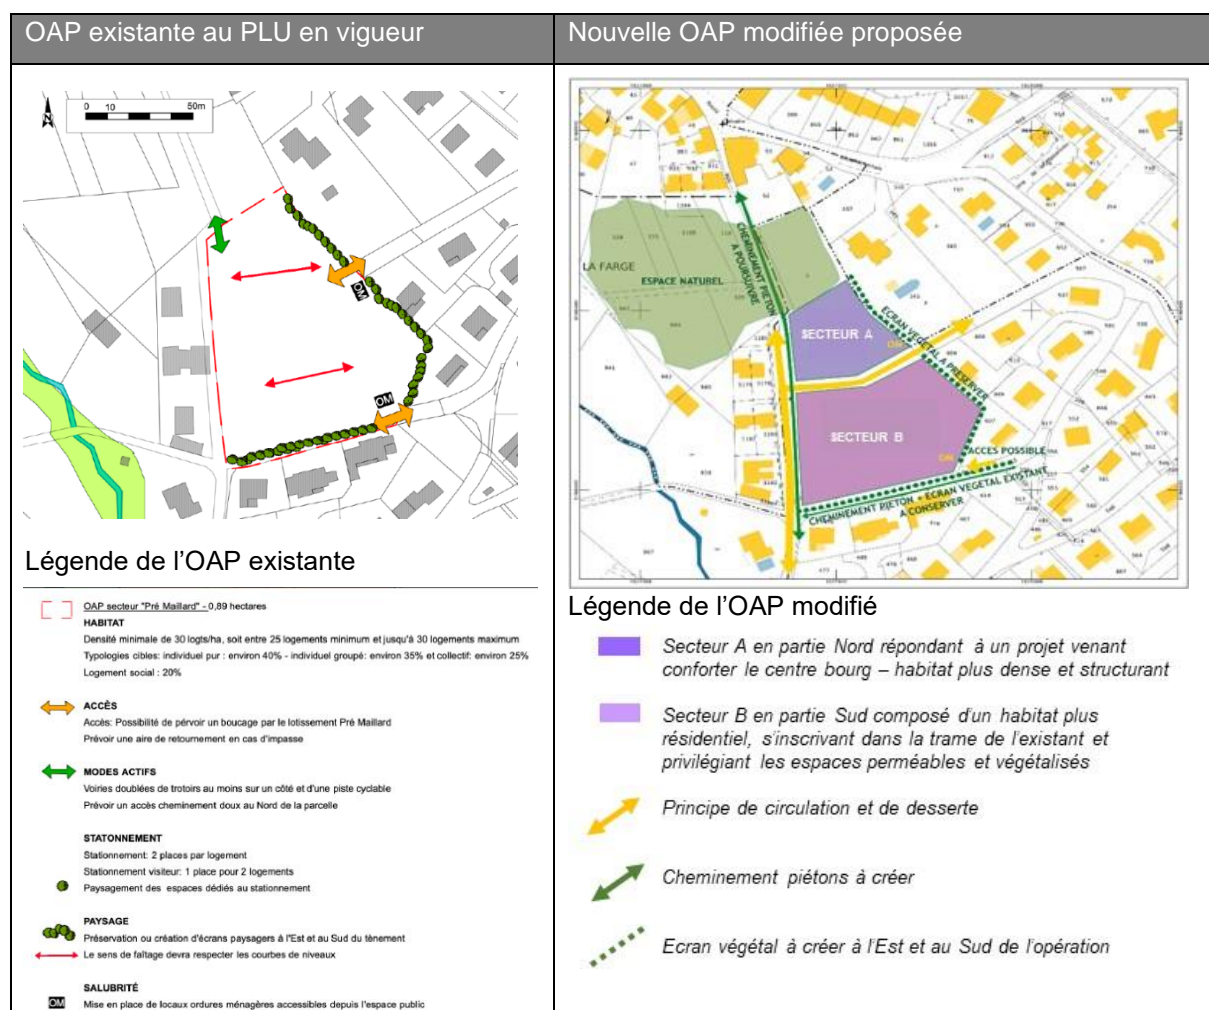 OAP existante au PLU en vigueur
Nouvelle OAP modifiée proposée
0 10 50m
N
OM
OM
Légende de l'OAP existante
OAP secteur "Pré Maillard" - 0,89 hectares
HABITAT
Densité minimale de 30 logts/ha, soit entre 25 logements minimum et jusqu'à 30 logements maximum
Typologies cibles: individuel pur : environ 40% - individuel groupé: environ 35% et collectif: environ 25%
Logement social : 20%
ACCÈS
Accès: Possibilité de pérvoir un boucage par le lotissement Pré Maillard
Prévoir une aire de retournement en cas d'impasse
MODES ACTIFS
Voiries doublées de trotoirs au moins sur un côté et d'une piste cyclable
Prévoir un accès cheminement doux au Nord de la parcelle
STATONNEMENT
Stationnement: 2 places par logement
Stationnement visiteur: 1 place pour 2 logements
Paysagement des espaces dédiés au stationnement
PAYSAGE
Préservation ou création d'écrans paysagers à l'Est et au Sud du tènement
Le sens de faîtage devra respecter les courbes de niveaux
SALUBRITÉ
OM Mise en place de locaux ordures ménagères accessibles depuis l'espace public
LA FARGE
ESPACE NATUREL
CHEMINEMENT PIETON
A POURSUIVRE
SECTEUR A
ECRAN VEGETAL A PRESERVER
OM
SECTEUR B
OM
ACCES POSSIBLE
CHEMINEMENT PIETON + ECRAN VEGETAL EXISTANT
A CONSERVER
Légende de l'OAP modifié
Secteur A en partie Nord répondant à un projet venant
conforter le centre bourg – habitat plus dense et structurant
Secteur B en partie Sud composé d'un habitat plus
résidentiel, s'inscrivant dans la trame de l'existant et
privilégiant les espaces perméables et végétalisés
Principe de circulation et de desserte
Cheminement piétons à créer
Ecran végétal à créer à l'Est et au Sud de l'opération